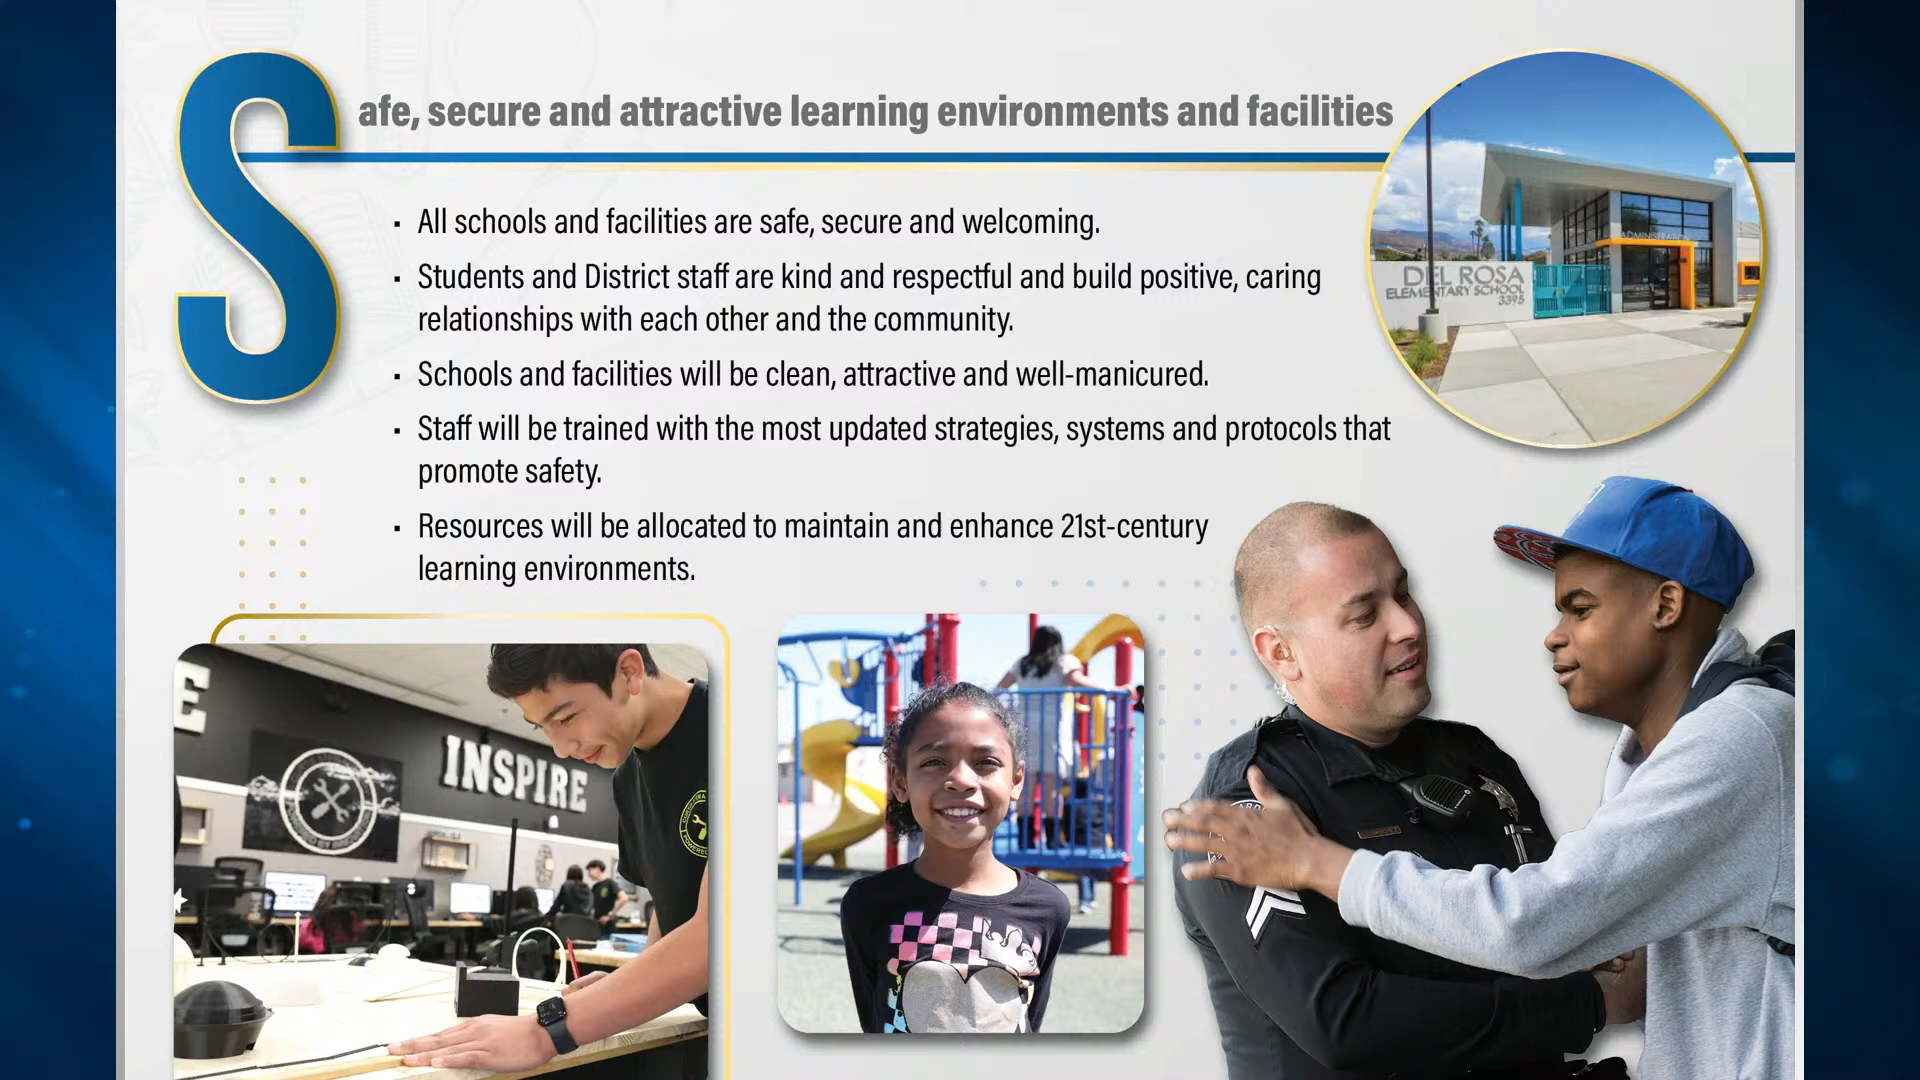 Safe, secure and attractive learning environments and facilities
▪ All schools and facilities are safe, secure and welcoming.
▪ Students and District staff are kind and respectful and build positive, caring
relationships with each other and the community.
▪ Schools and facilities will be clean, attractive and well-manicured.
▪ Staff will be trained with the most updated strategies, systems and protocols that
promote safety.
▪ Resources will be allocated to maintain and enhance 21st-century
learning environments.
ADMINISTRATION
DEL ROSA
ELEMENTARY SCHOOL
3395
E
INSPIRE